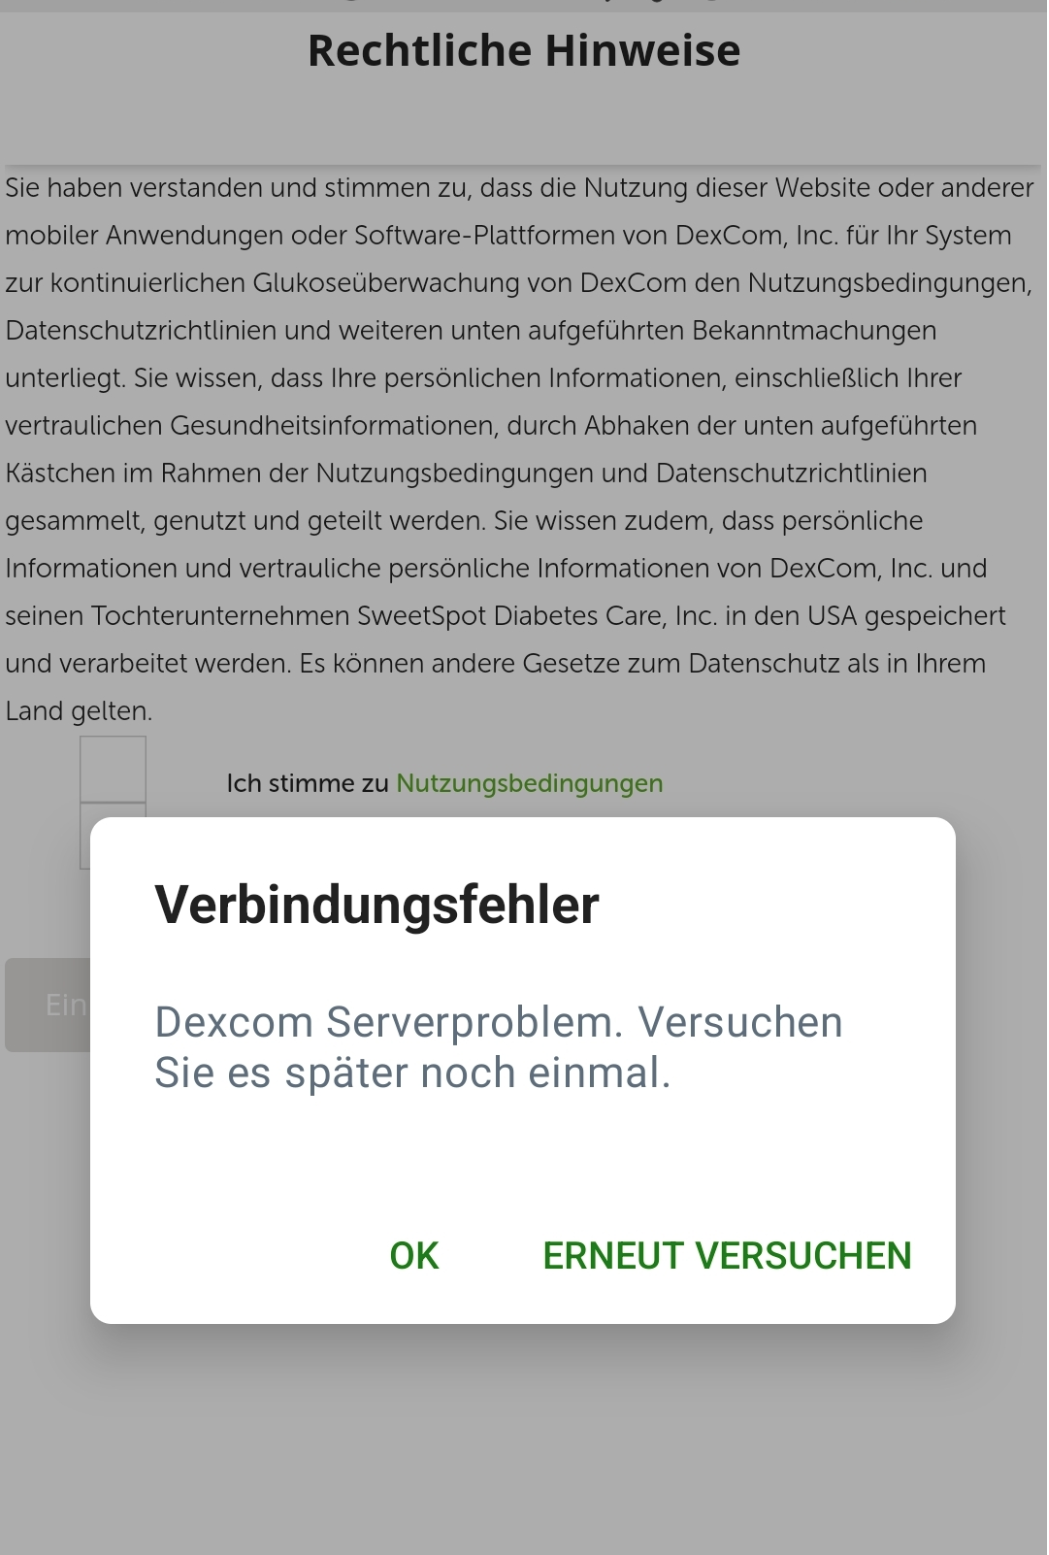 Rechtliche Hinweise
Sie haben verstanden und stimmen zu, dass die Nutzung dieser Website oder anderer
mobiler Anwendungen oder Software-Plattformen von DexCom, Inc. für Ihr System
zur kontinuierlichen Glukoseüberwachung von DexCom den Nutzungsbedingungen,
Datenschutzrichtlinien und weiteren unten aufgeführten Bekanntmachungen
unterliegt. Sie wissen, dass Ihre persönlichen Informationen, einschließlich Ihrer
vertraulichen Gesundheitsinformationen, durch Abhaken der unten aufgeführten
Kästchen im Rahmen der Nutzungsbedingungen und Datenschutzrichtlinien
gesammelt, genutzt und geteilt werden. Sie wissen zudem, dass persönliche
Informationen und vertrauliche persönliche Informationen von DexCom, Inc. und
seinen Tochterunternehmen SweetSpot Diabetes Care, Inc. in den USA gespeichert
und verarbeitet werden. Es können andere Gesetze zum Datenschutz als in Ihrem
Land gelten.
Ich stimme zu Nutzungsbedingungen
Verbindungsfehler
Ein
Dexcom Serverproblem. Versuchen
Sie es später noch einmal.
OK ERNEUT VERSUCHEN